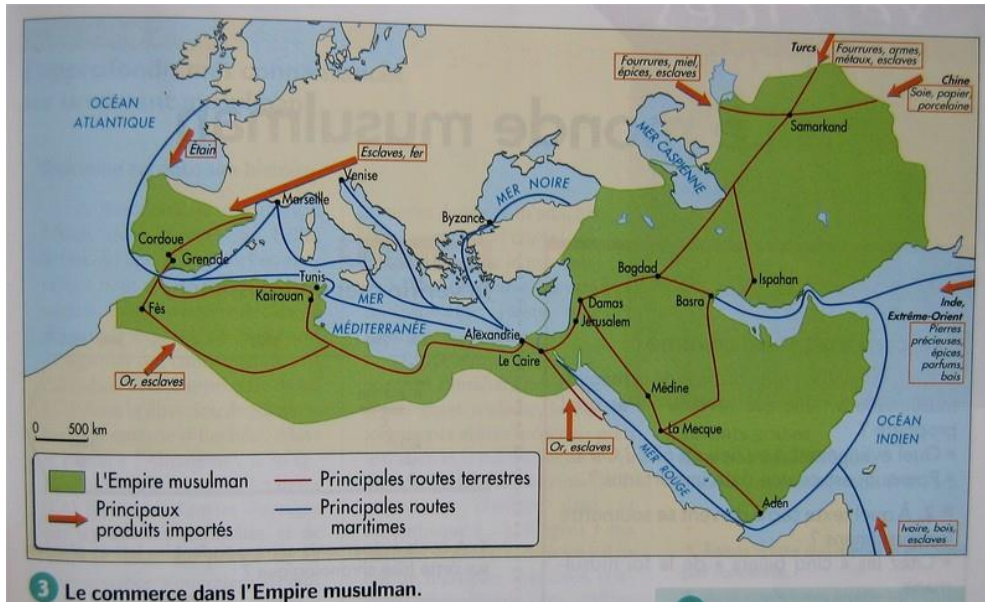 Turcs
Fourrures, armes,
métaux, esclaves
Fourrures, miel,
épices, esclaves
Chine
Soie, papier,
porcelaine
OCÉAN
ATLANTIQUE
Samarkand
Étain
Esclaves, fer
MER CASPIENNE
Venise
MER NOIRE
Marseille
Byzance
Cordoue
Grenade
Bagdad
Ispahan
Tunis
Kairouan
MER
MÉDITERRANÉE
Damas
Basra
Fès
Jérusalem
Alexandrie
Le Caire
Inde,
Extrême-Orient
Pierres
précieuses,
épices,
parfums,
bois
Or, esclaves
Médine
La Mecque
Or, esclaves
OCÉAN
INDIEN
MER ROUGE
Aden
Ivoire, bois,
esclaves
0 500 km
L'Empire musulman
Principaux
produits importés
Principales routes terrestres
Principales routes
maritimes
3 Le commerce dans l'Empire musulman.